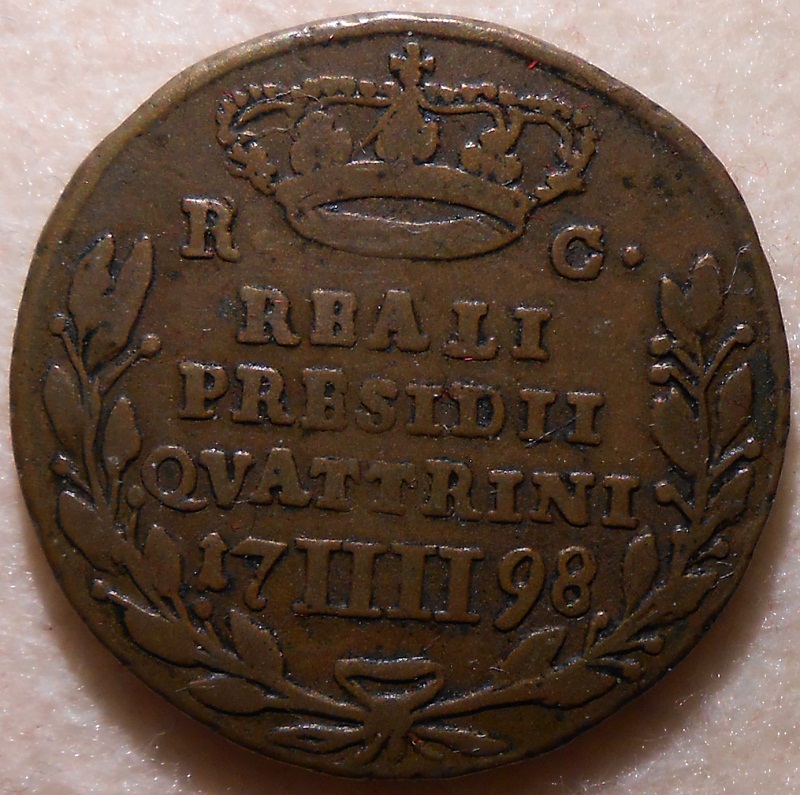 R C.
REALI
PRESIDII
QVATTRINI
17 IIII 98